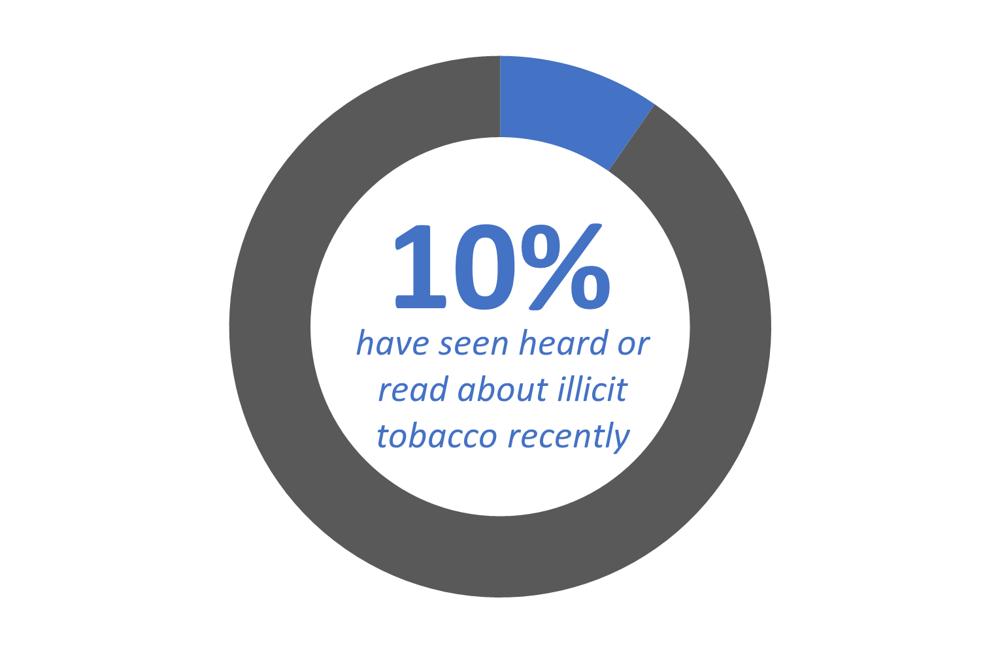 10%
have seen heard or
read about illicit
tobacco recently